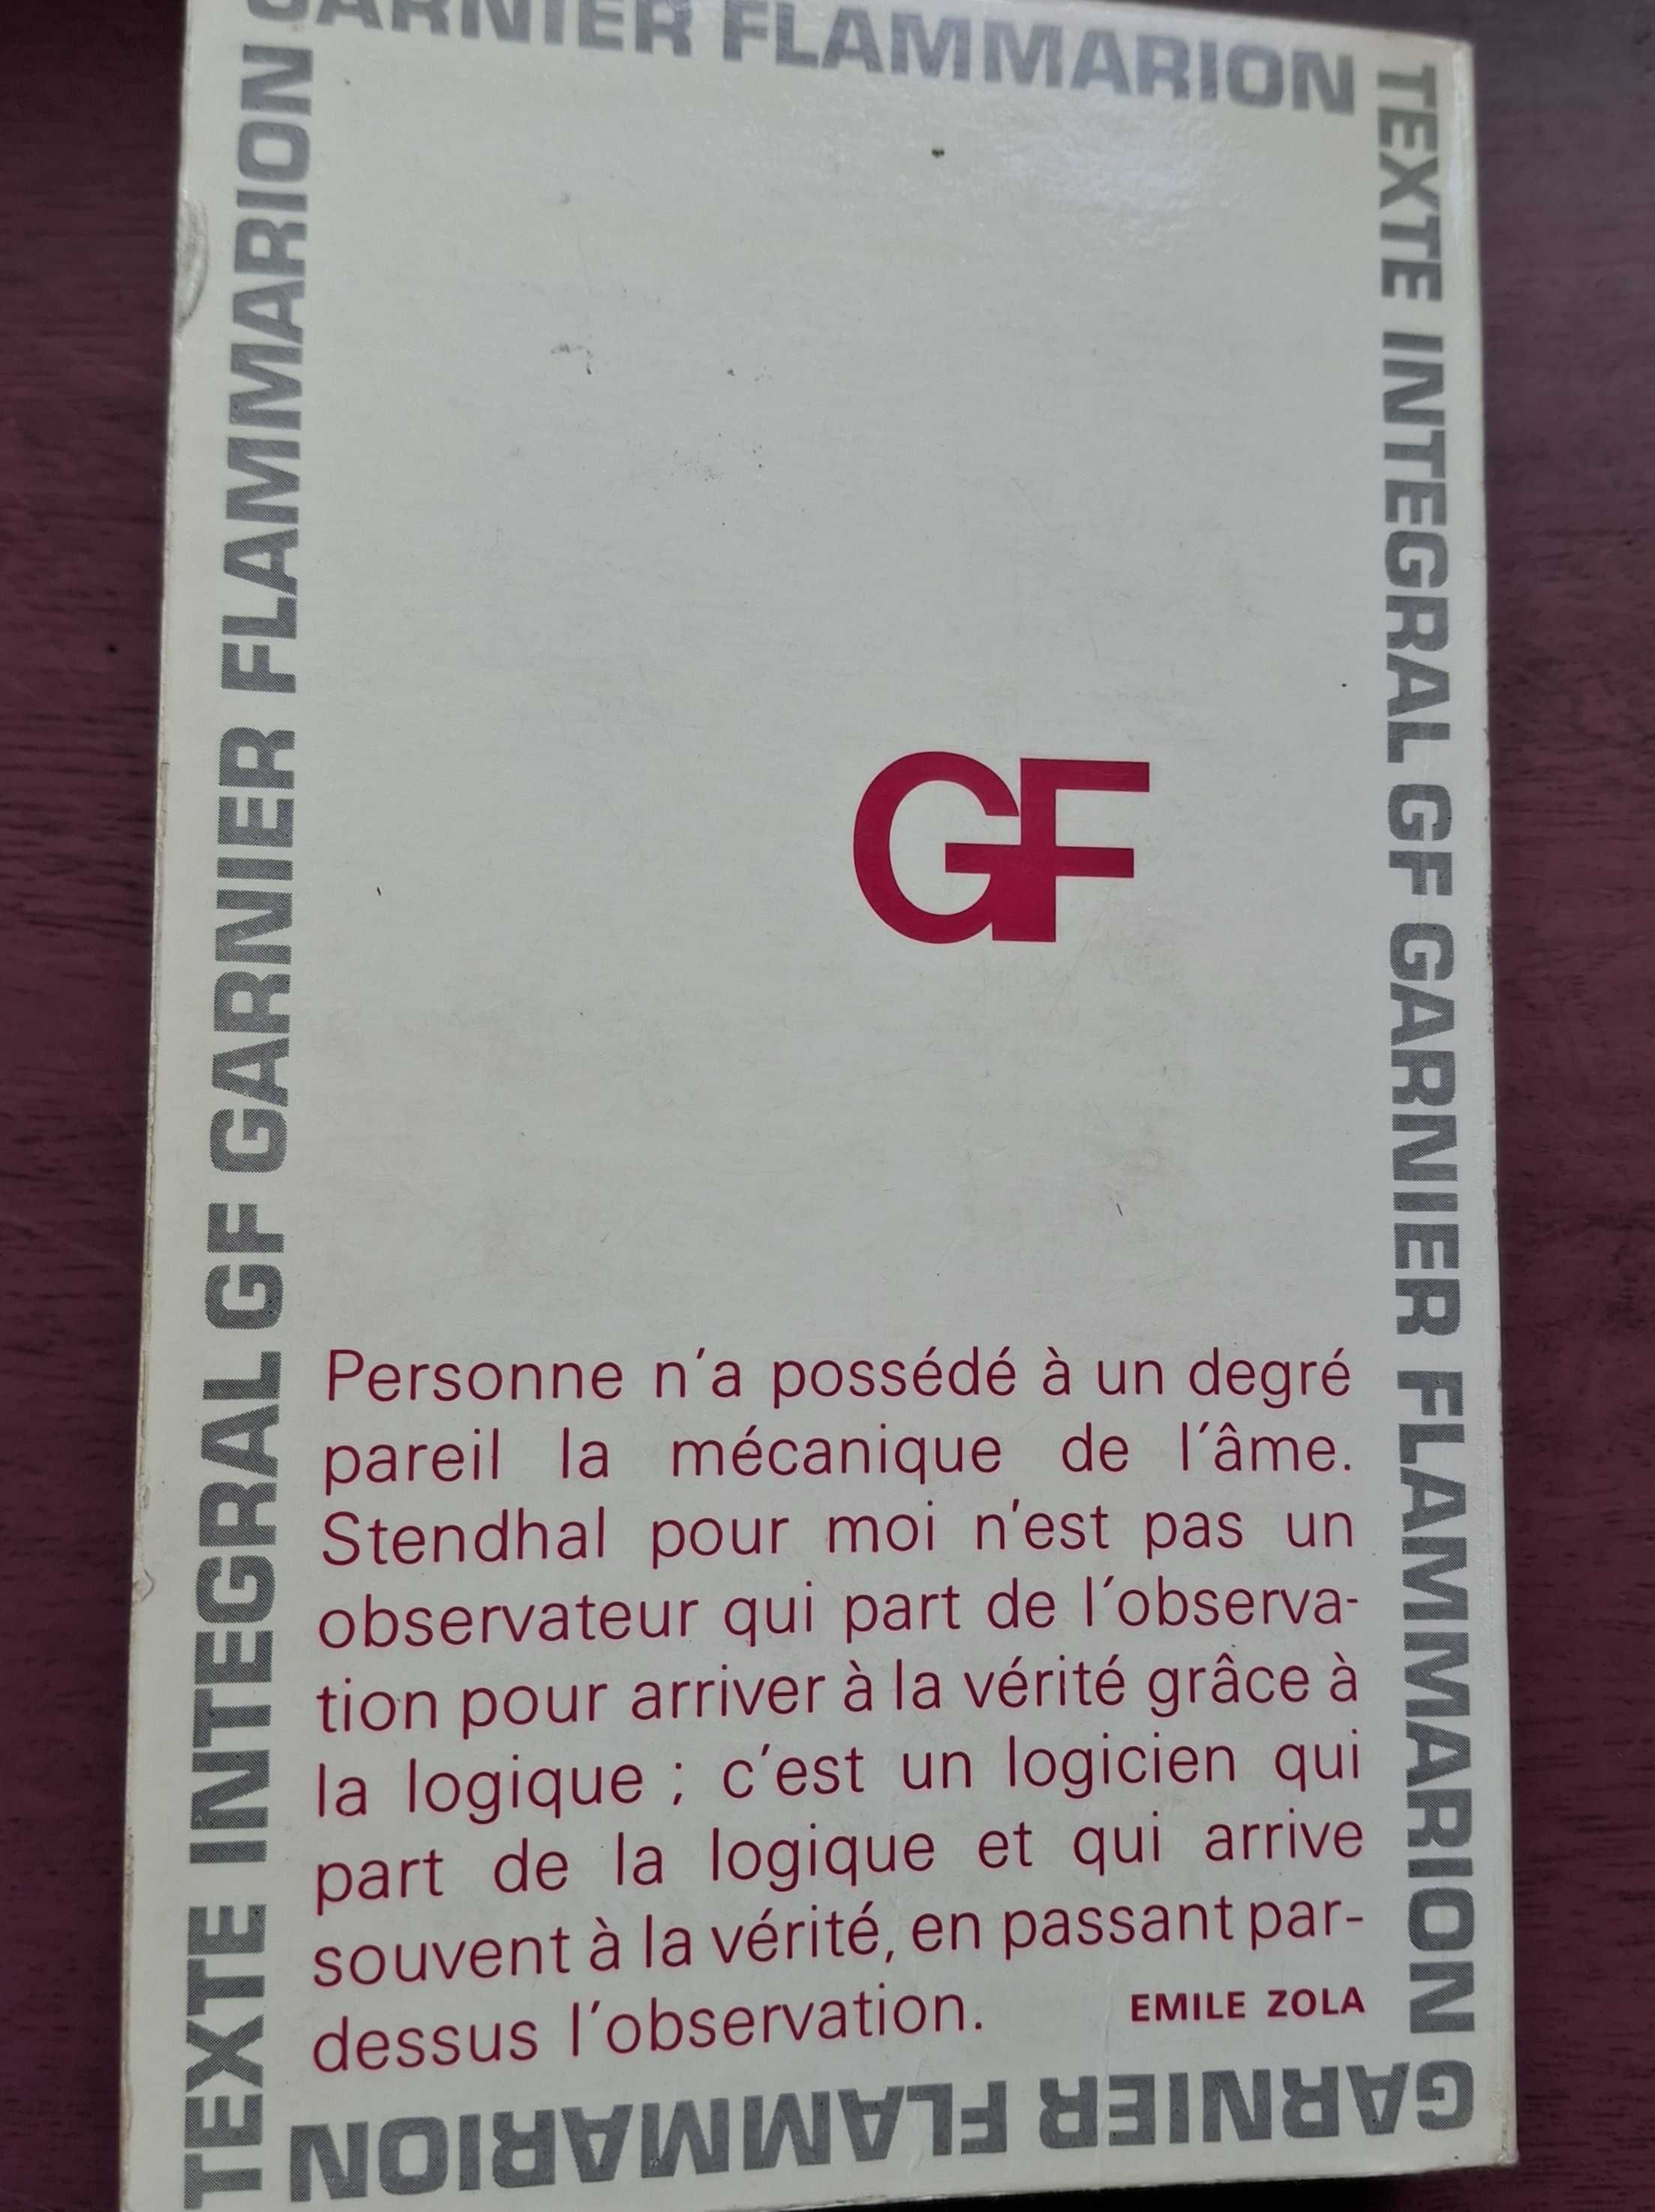 GARNIER FLAMMARION
TEXTE INTEGRAL GF GARNIER FLAMMARION
TEXTE INTEGRAL GF GARNIER FLAMMARION
GF
Personne n'a possédé à un degré
pareil la mécanique de l'âme.
Stendhal pour moi n'est pas un
observateur qui part de l'observa-
tion pour arriver à la vérité grâce à
la logique ; c'est un logicien qui
part de la logique et qui arrive
souvent à la vérité, en passant par-
dessus l'observation.
EMILE ZOLA
GARNIER FLAMMARION